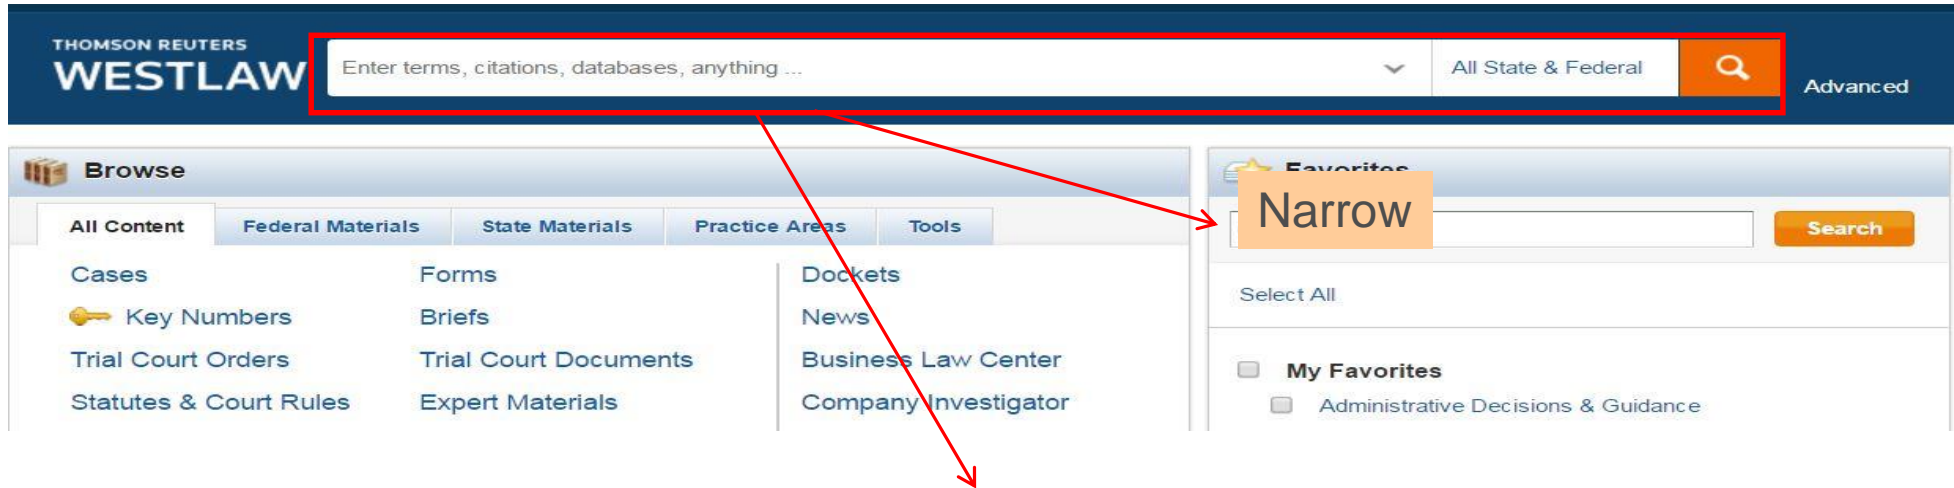 THOMSON REUTERS
WESTLAW
Enter terms, citations, databases, anything ...
All State & Federal
Advanced
Browse
Favorites
All Content
Federal Materials
State Materials
Practice Areas
Tools
Narrow
Search
Cases
Forms
Dockets
Select All
Key Numbers
Briefs
News
Trial Court Orders
Trial Court Documents
Business Law Center
My Favorites
Statutes & Court Rules
Expert Materials
Company Investigator
Administrative Decisions & Guidance